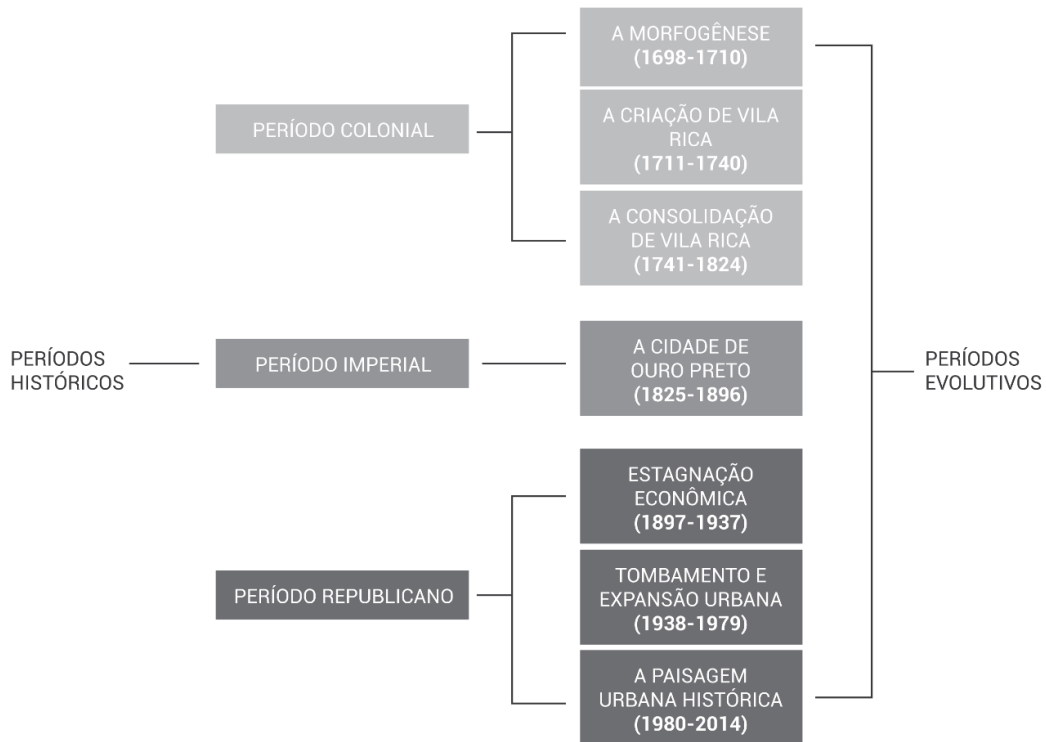 PERÍODOS
HISTÓRICOS
PERÍODO COLONIAL
A MORFOGÊNESE
(1698-1710)
A CRIAÇÃO DE VILA
RICA
(1711-1740)
A CONSOLIDAÇÃO
DE VILA RICA
(1741-1824)
PERÍODO IMPERIAL
A CIDADE DE
OURO PRETO
(1825-1896)
PERÍODO REPUBLICANO
ESTAGNAÇÃO
ECONÔMICA
(1897-1937)
TOMBAMENTO E
EXPANSÃO URBANA
(1938-1979)
A PAISAGEM
URBANA HISTÓRICA
(1980-2014)
PERÍODOS
EVOLUTIVOS